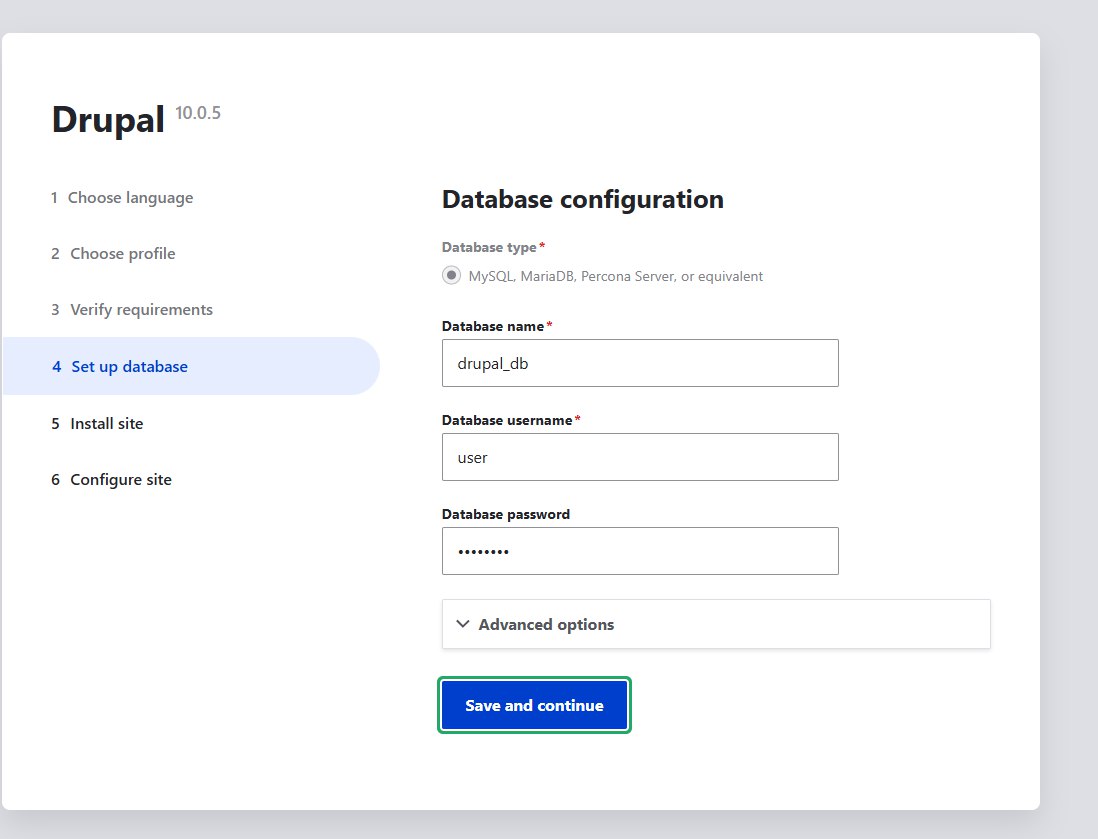 Drupal 10.0.5
1 Choose language
2 Choose profile
3 Verify requirements
4 Set up database
5 Install site
6 Configure site
Database configuration
Database type*
MySQL, MariaDB, Percona Server, or equivalent
Database name*
drupal_db
Database username*
user
Database password
••••••••
Advanced options
Save and continue